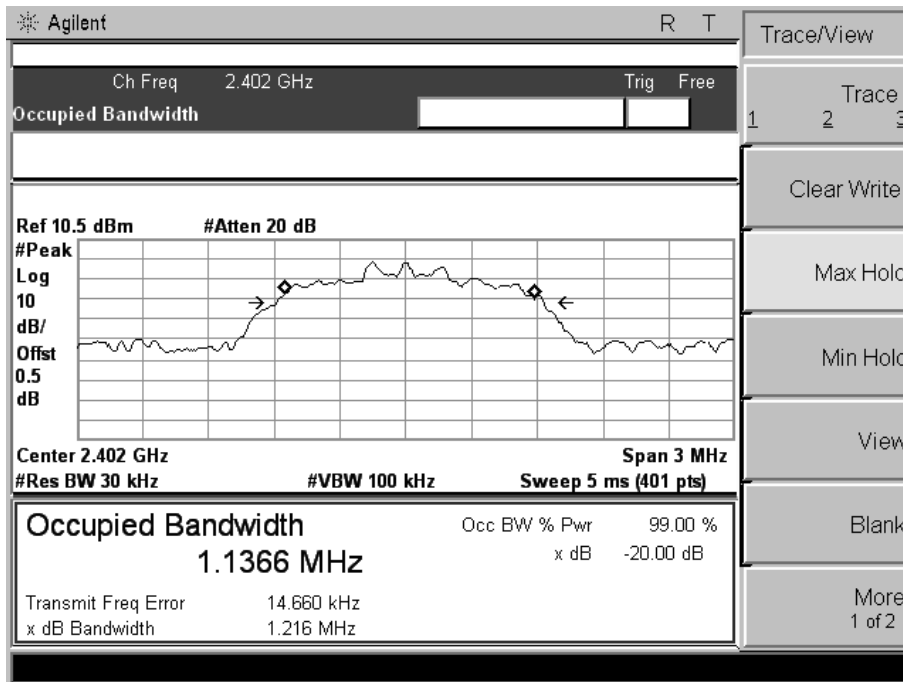 Agilent R T
Trace/View
Ch Freq 2.402 GHz Trig Free
Occupied Bandwidth
Trace
1 2 3
Clear Write
Ref 10.5 dBm #Atten 20 dB
#Peak
Log
10
dB/
Offst
0.5
dB
Max Hold
Min Hold
Center 2.402 GHz Span 3 MHz
#Res BW 30 kHz #VBW 100 kHz Sweep 5 ms (401 pts)
View
Occupied Bandwidth
1.1366 MHz
Occ BW % Pwr 99.00 %
x dB -20.00 dB
Transmit Freq Error 14.660 kHz
x dB Bandwidth 1.216 MHz
Blank
More
1 of 2